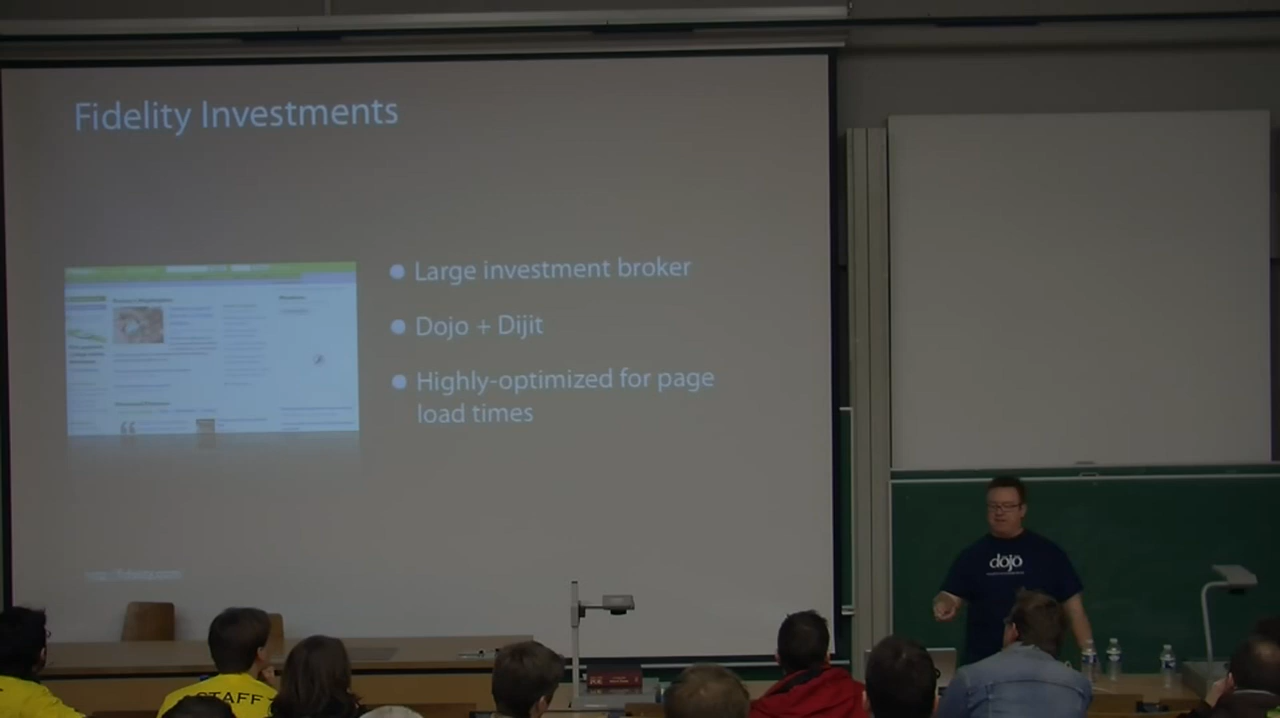 Fidelity Investments
Large investment broker
Dojo + Dijit
Highly-optimized for page
load times
dojo
STAFF